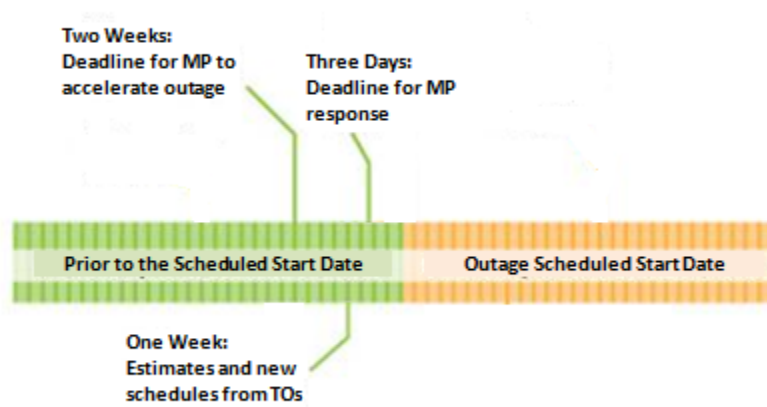 Two Weeks:
Deadline for MP to
accelerate outage
Three Days:
Deadline for MP
response
Prior to the Scheduled Start Date
Outage Scheduled Start Date
One Week:
Estimates and new
schedules from TOs